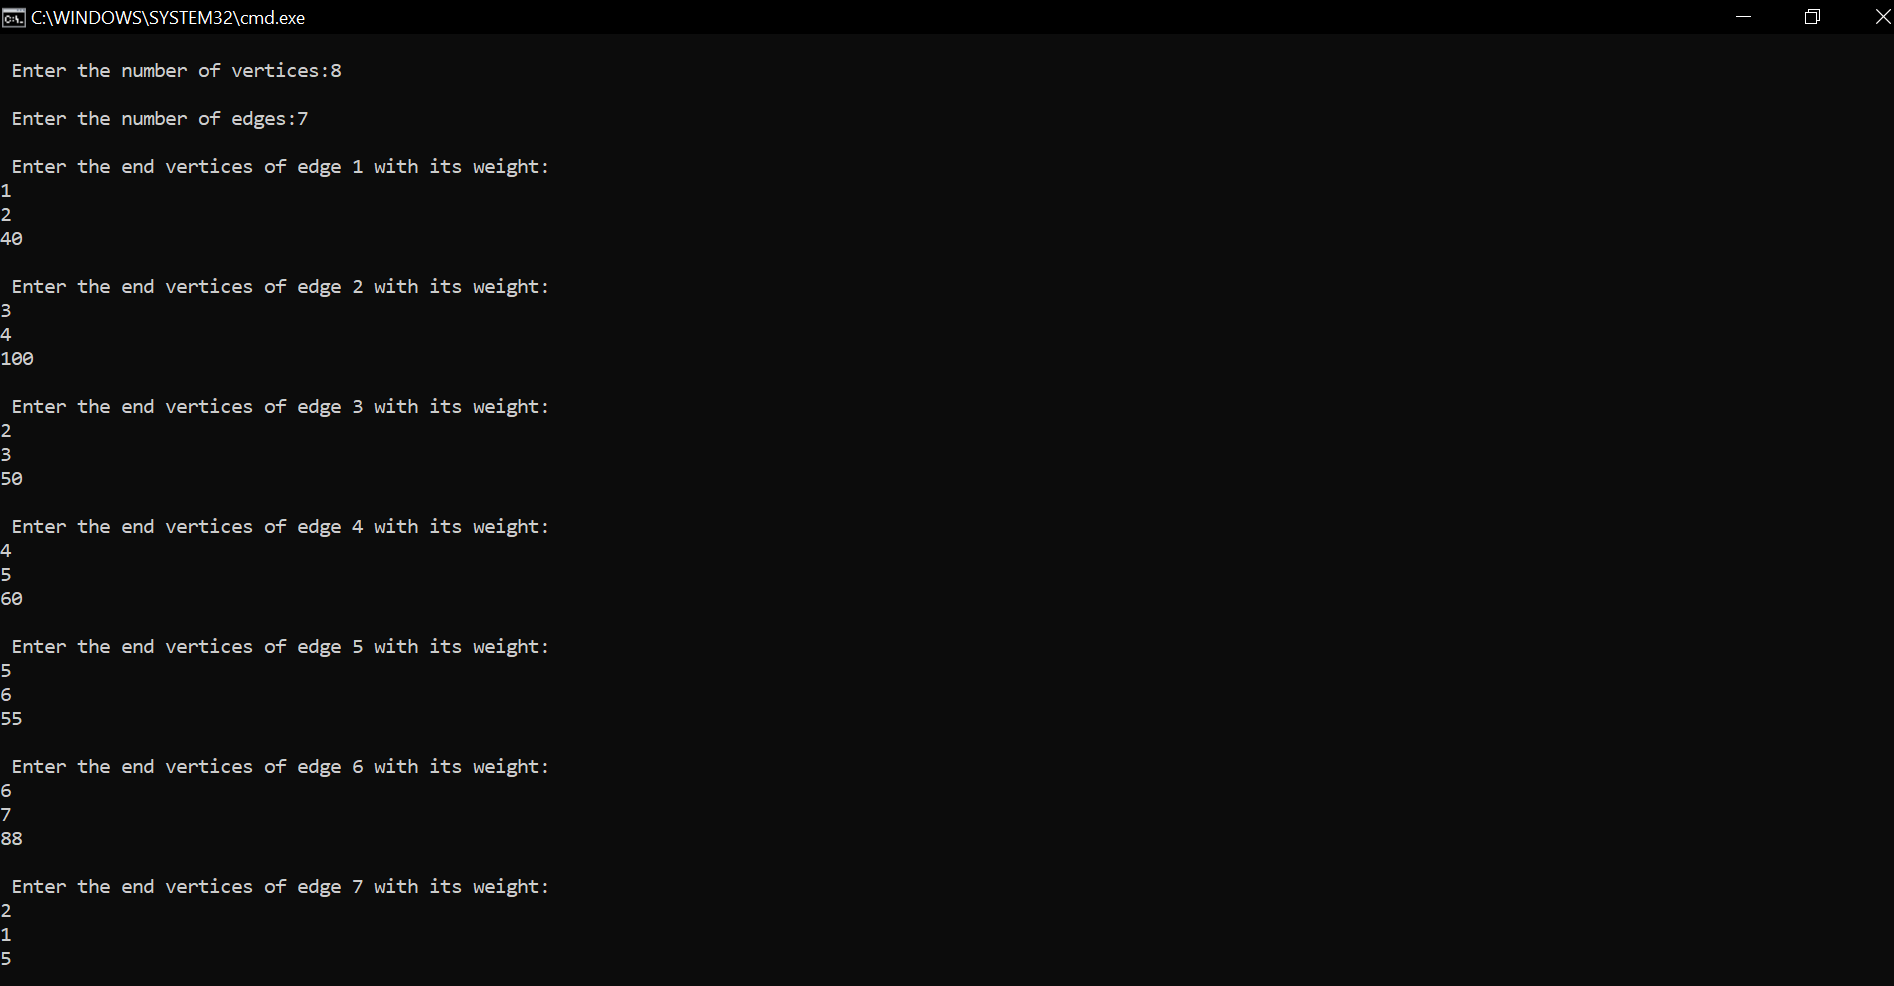 C:\WINDOWS\SYSTEM32\cmd.exe
Enter the number of vertices:8
Enter the number of edges:7
Enter the end vertices of edge 1 with its weight:
1
2
40
Enter the end vertices of edge 2 with its weight:
3
4
100
Enter the end vertices of edge 3 with its weight:
2
3
50
Enter the end vertices of edge 4 with its weight:
4
5
60
Enter the end vertices of edge 5 with its weight:
5
6
55
Enter the end vertices of edge 6 with its weight:
6
7
88
Enter the end vertices of edge 7 with its weight:
2
1
5